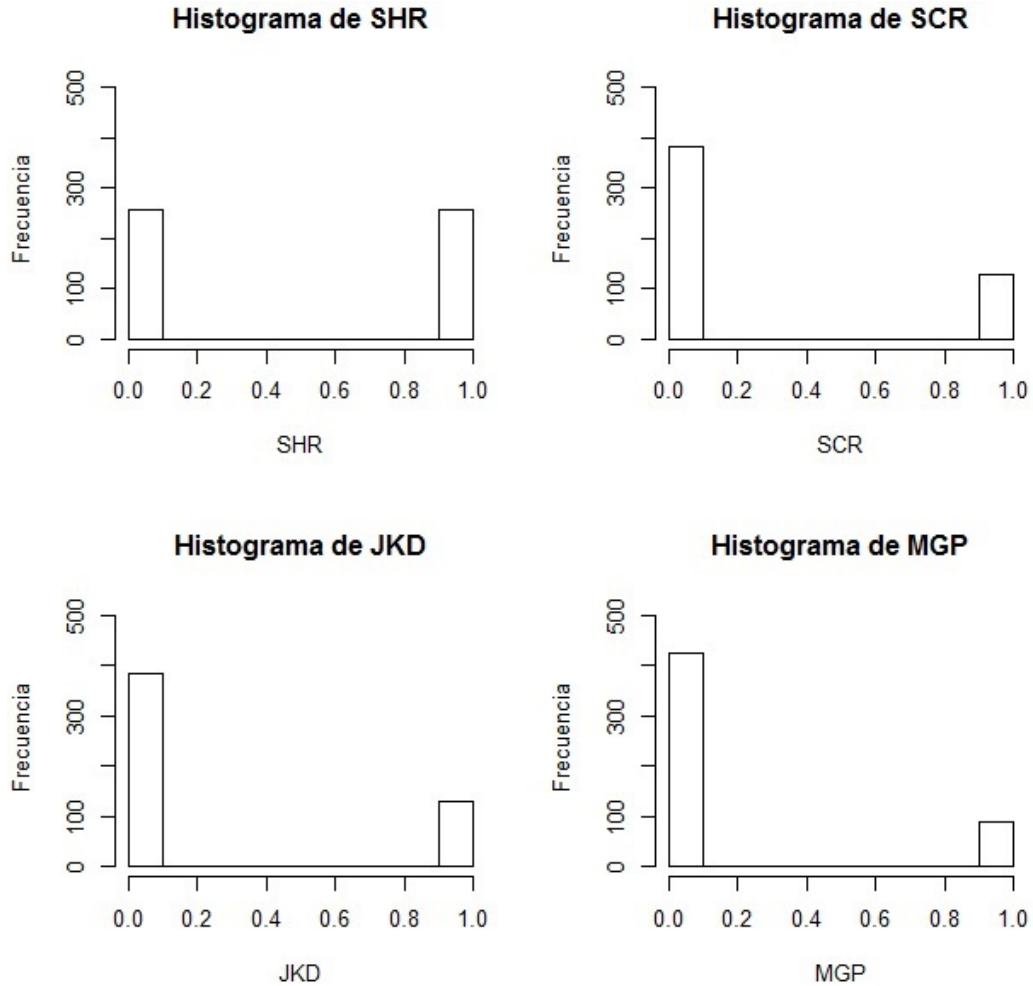 Histograma de SHR
Frecuencia
500
300
100
0
0.0 0.2 0.4 0.6 0.8 1.0
SHR
Histograma de SCR
Frecuencia
500
300
100
0
0.0 0.2 0.4 0.6 0.8 1.0
SCR
Histograma de JKD
Frecuencia
500
300
100
0
0.0 0.2 0.4 0.6 0.8 1.0
JKD
Histograma de MGP
Frecuencia
500
300
100
0
0.0 0.2 0.4 0.6 0.8 1.0
MGP